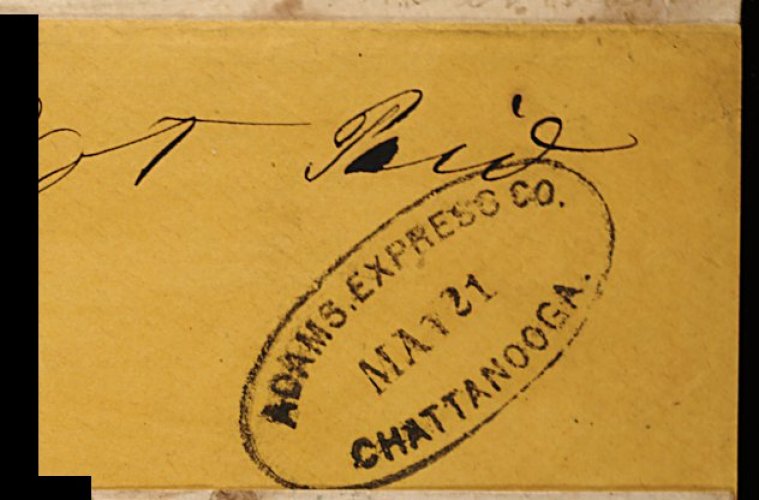 Paid
ADAMS. EXPRESS CO.
MAY 21
CHATTANOOGA.